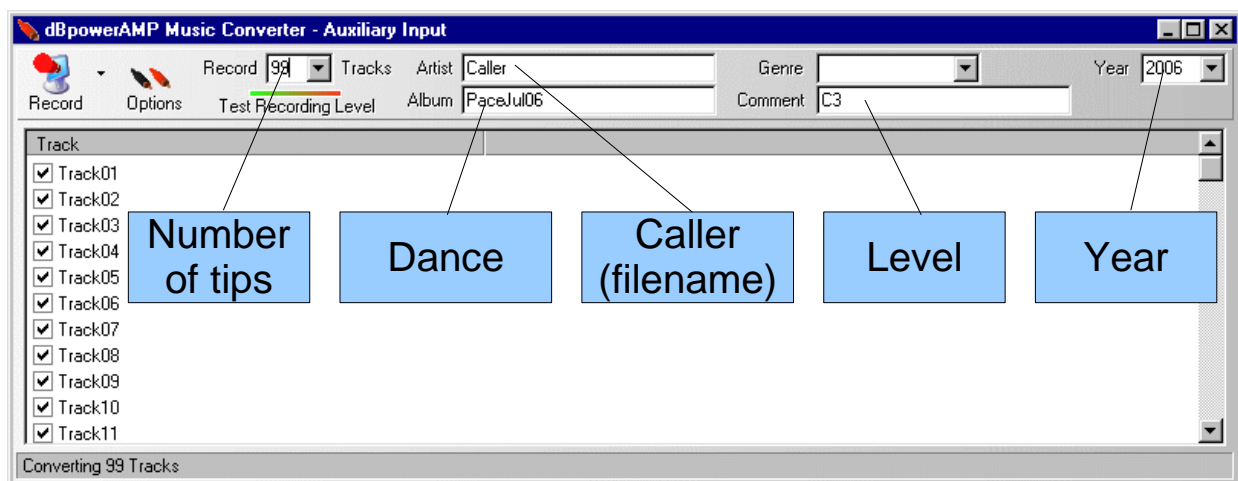 dBpowerAMP Music Converter - Auxiliary Input
Record 99 Tracks Artist Caller Genre Year 2006
Record Options Test Recording Level Album PaceJul06 Comment C3
Track
Track01
Track02
Track03
Track04
Track05
Track06
Track07
Track08
Track09
Track10
Track11
Number
of tips
Dance
Caller
(filename)
Level
Year
Converting 99 Tracks